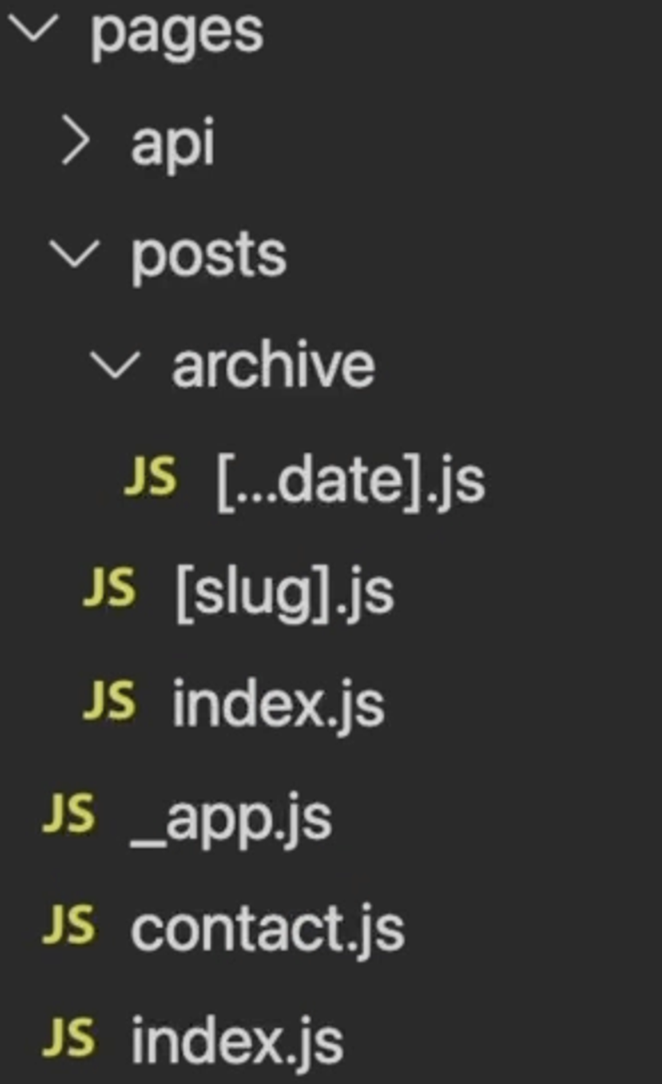 pages
api
posts
archive
JS [...date].js
JS [slug].js
JS index.js
JS _app.js
JS contact.js
JS index.js